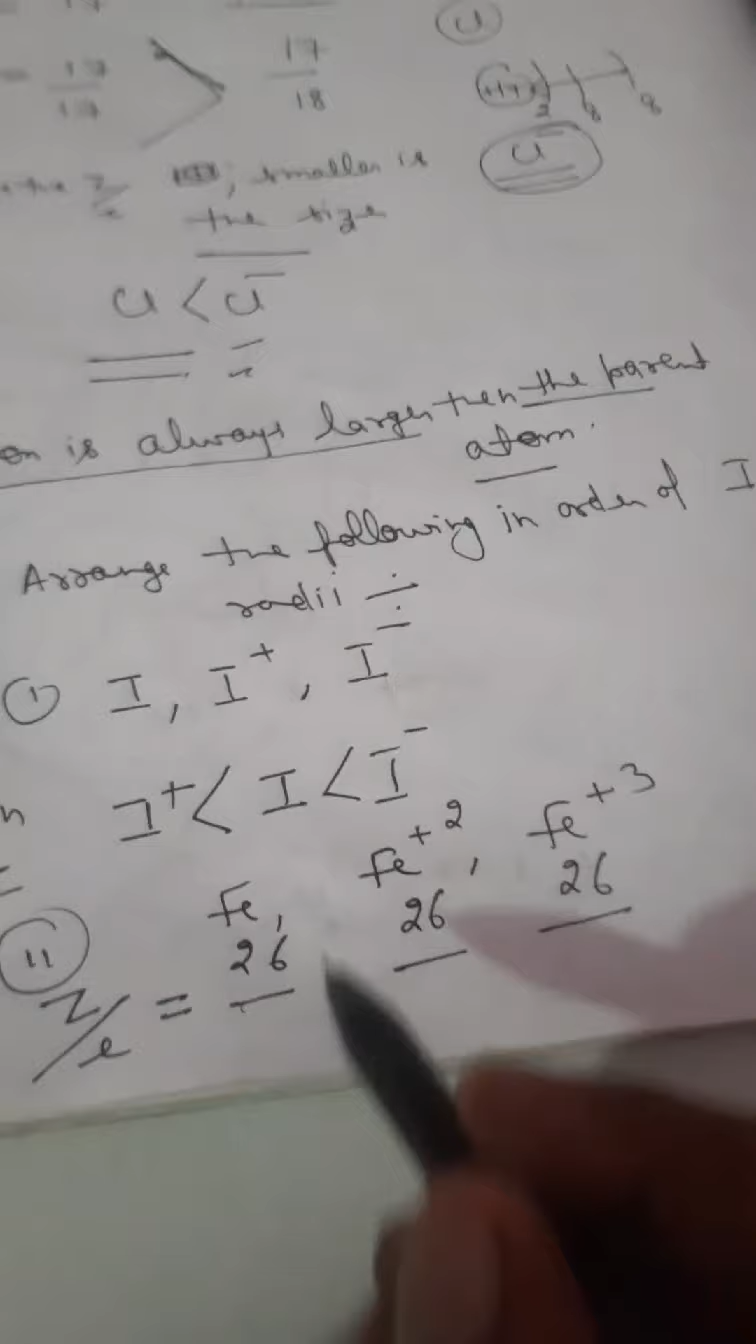 = 17/17 > 17/18
Cl
2 8 8
Z/e ; smaller is
the size
Cl⁻
Cl < Cl⁻
on is always larger then the parent
atom.
Arrange the following in order of I
radii ÷
① I, I⁺, I⁻
I⁺ < I < I⁻
⑪ Fe, Fe⁺², Fe⁺³
Z/e = 26 26 26